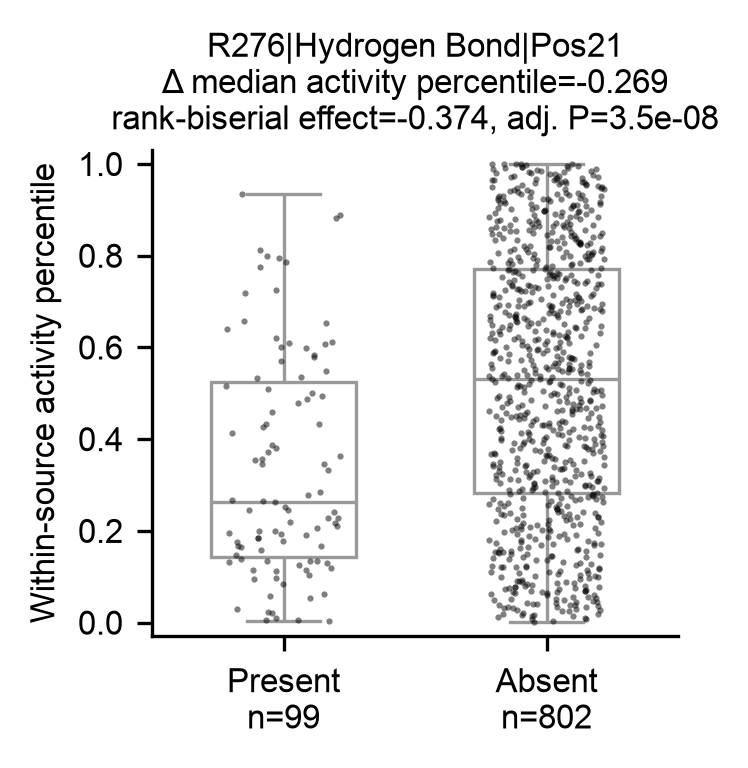 R276|Hydrogen Bond|Pos21
Δ median activity percentile=-0.269
rank-biserial effect=-0.374, adj. P=3.5e-08
Within-source activity percentile
1.0
0.8
0.6
0.4
0.2
0.0
Present
n=99
Absent
n=802